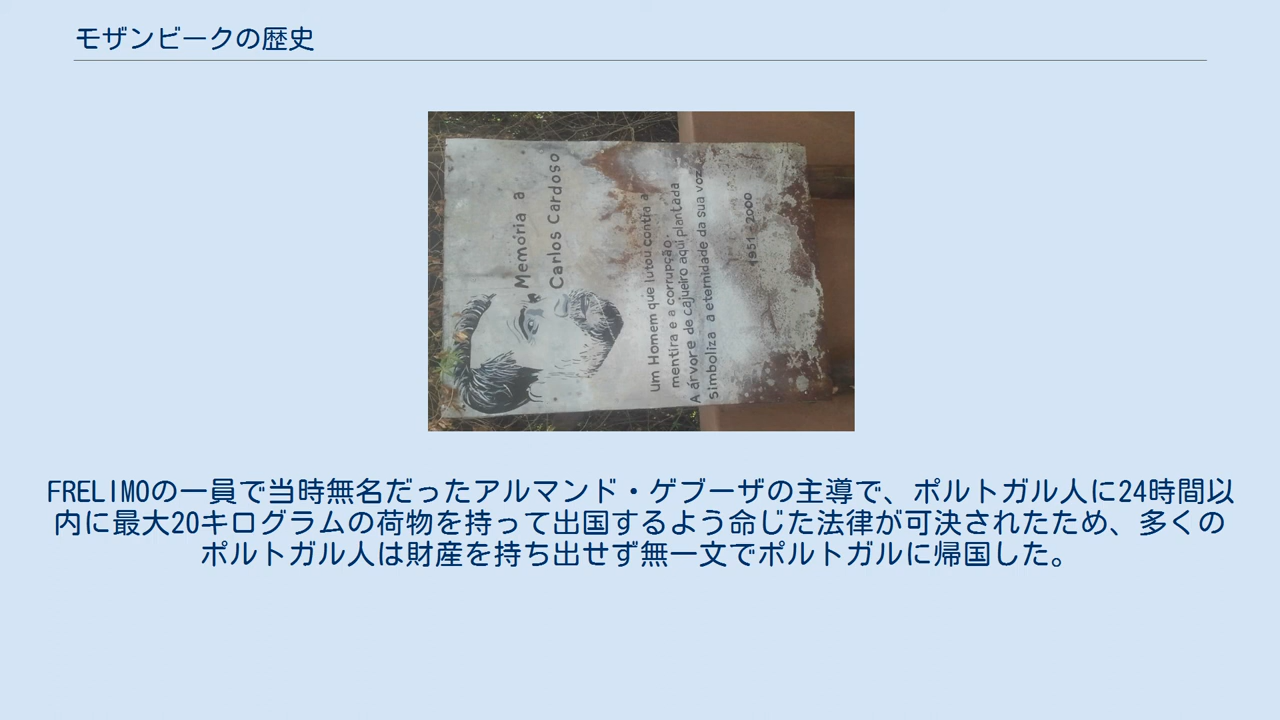 モザンビークの歴史
Memória a
Carlos Cardoso
um Homem que lutou contra a
mentira e a corrupção.
A árvore de cajueiro aqui plantada
simboliza a eternidade da sua voz.
1951-2000
FRELIMOの一員で当時無名だったアルマンド・ゲブーザの主導で、ポルトガル人に24時間以
内に最大20キログラムの荷物を持って出国するよう命じた法律が可決されたため、多くの
ポルトガル人は財産を持ち出せず無一文でポルトガルに帰国した。